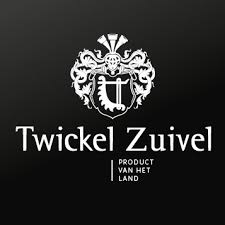 Twickel Zuivel
PRODUCT
VAN HET
LAND